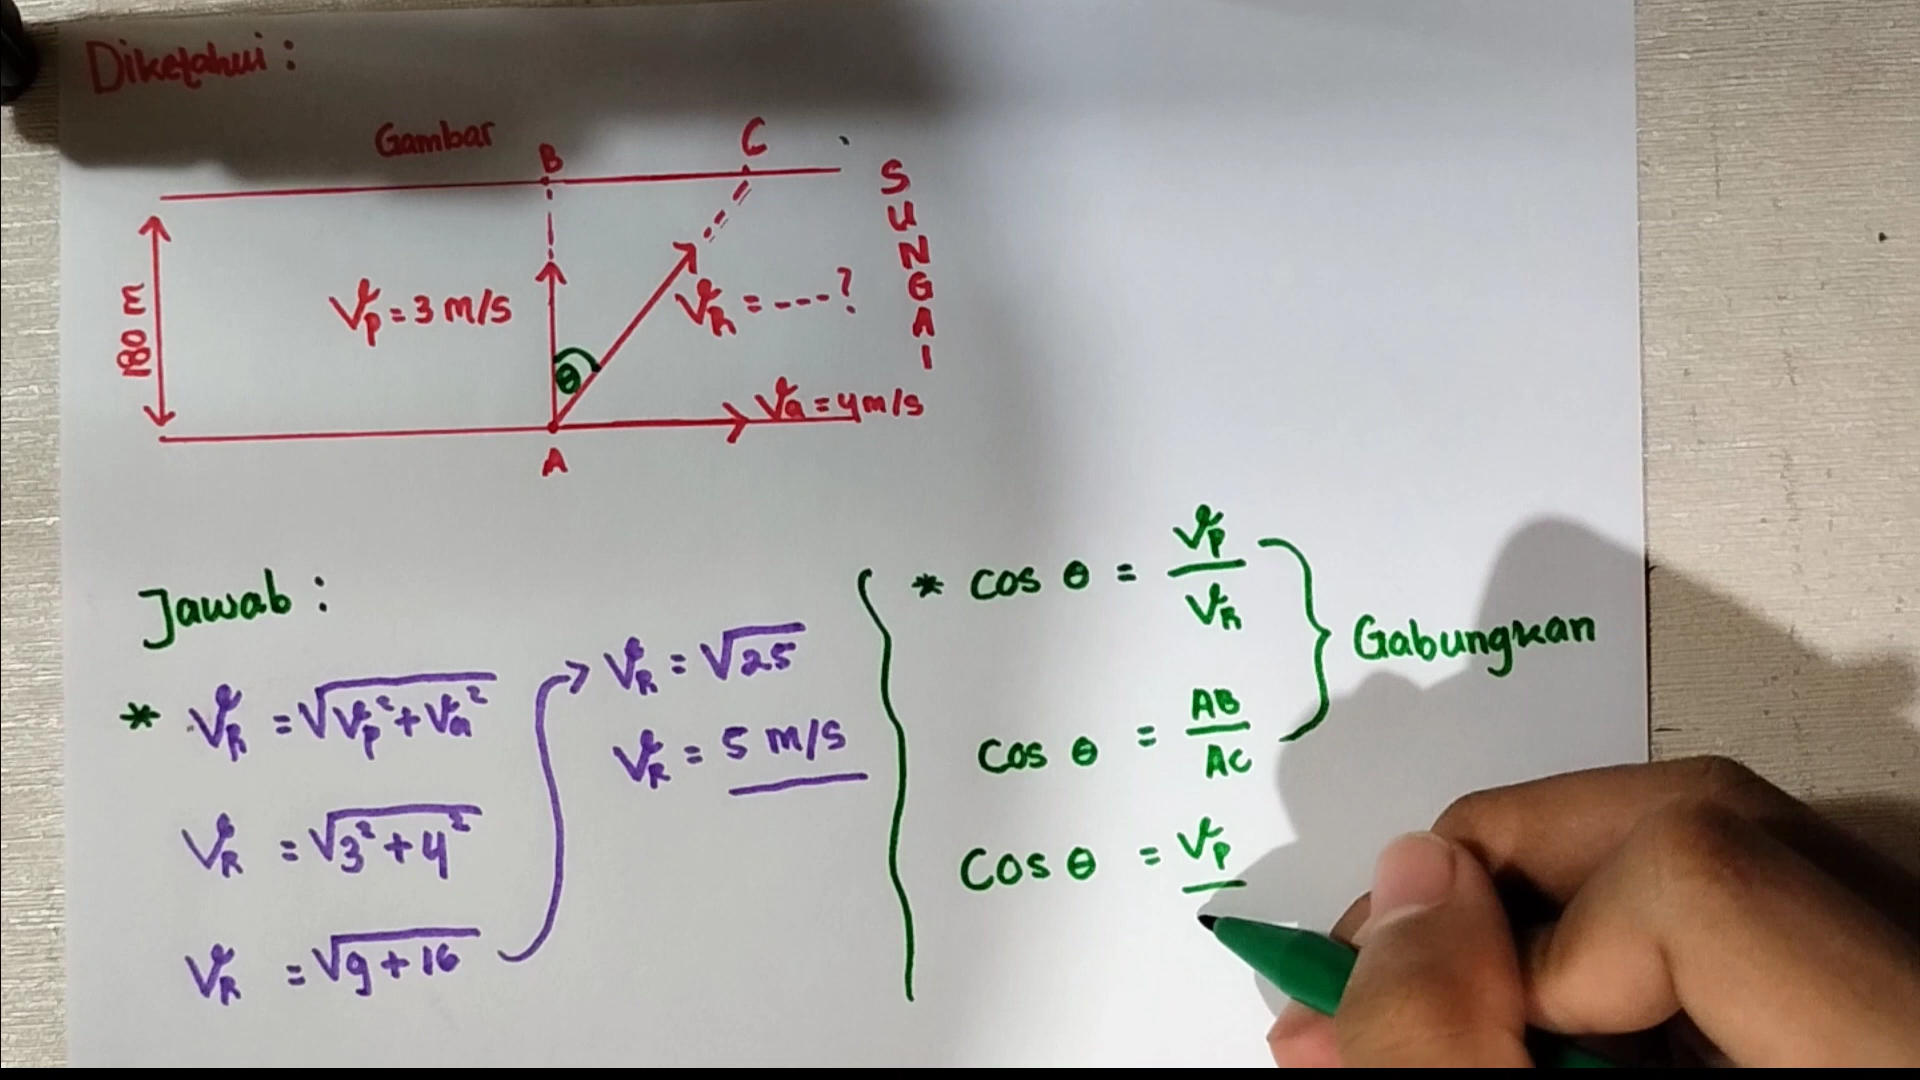 Diketahui :
Gambar
B
C
SUNGAI
180 m
Vp = 3 m/s
VR = ----?
θ
Va = 4 m/s
A
Jawab :
* VR = √Vp² + Va²
VR = √3² + 4²
VR = √9 + 16
VR = √25
VR = 5 m/s
* cos θ = Vp / VR
Gabungkan
cos θ = AB / AC
Cos θ = Vp